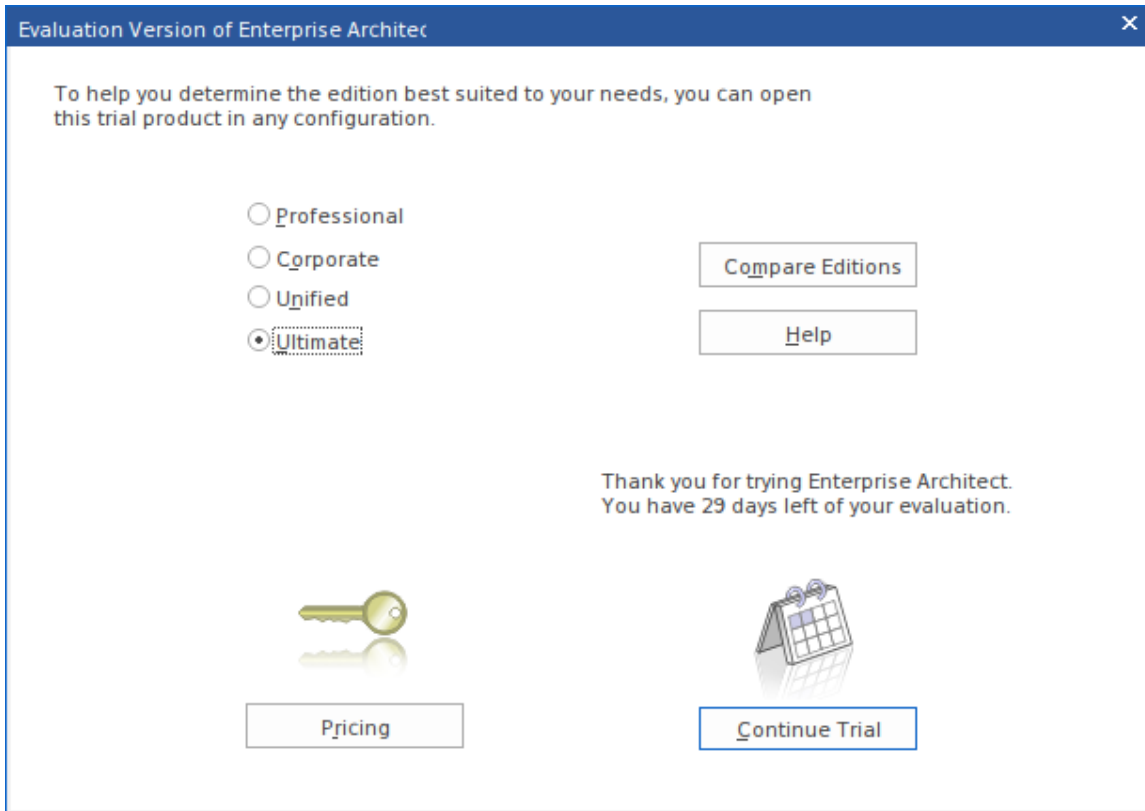 Evaluation Version of Enterprise Architec
To help you determine the edition best suited to your needs, you can open
this trial product in any configuration.
Professional
Corporate
Compare Editions
Unified
Help
Ultimate
Thank you for trying Enterprise Architect.
You have 29 days left of your evaluation.
Pricing
Continue Trial